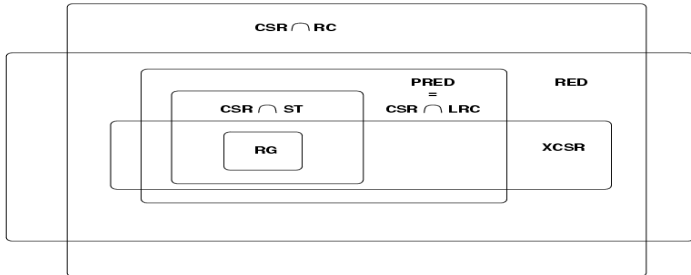 CSR ∩ RC
PRED
=
CSR ∩ LRC
RED
CSR ∩ ST
RG
XCSR